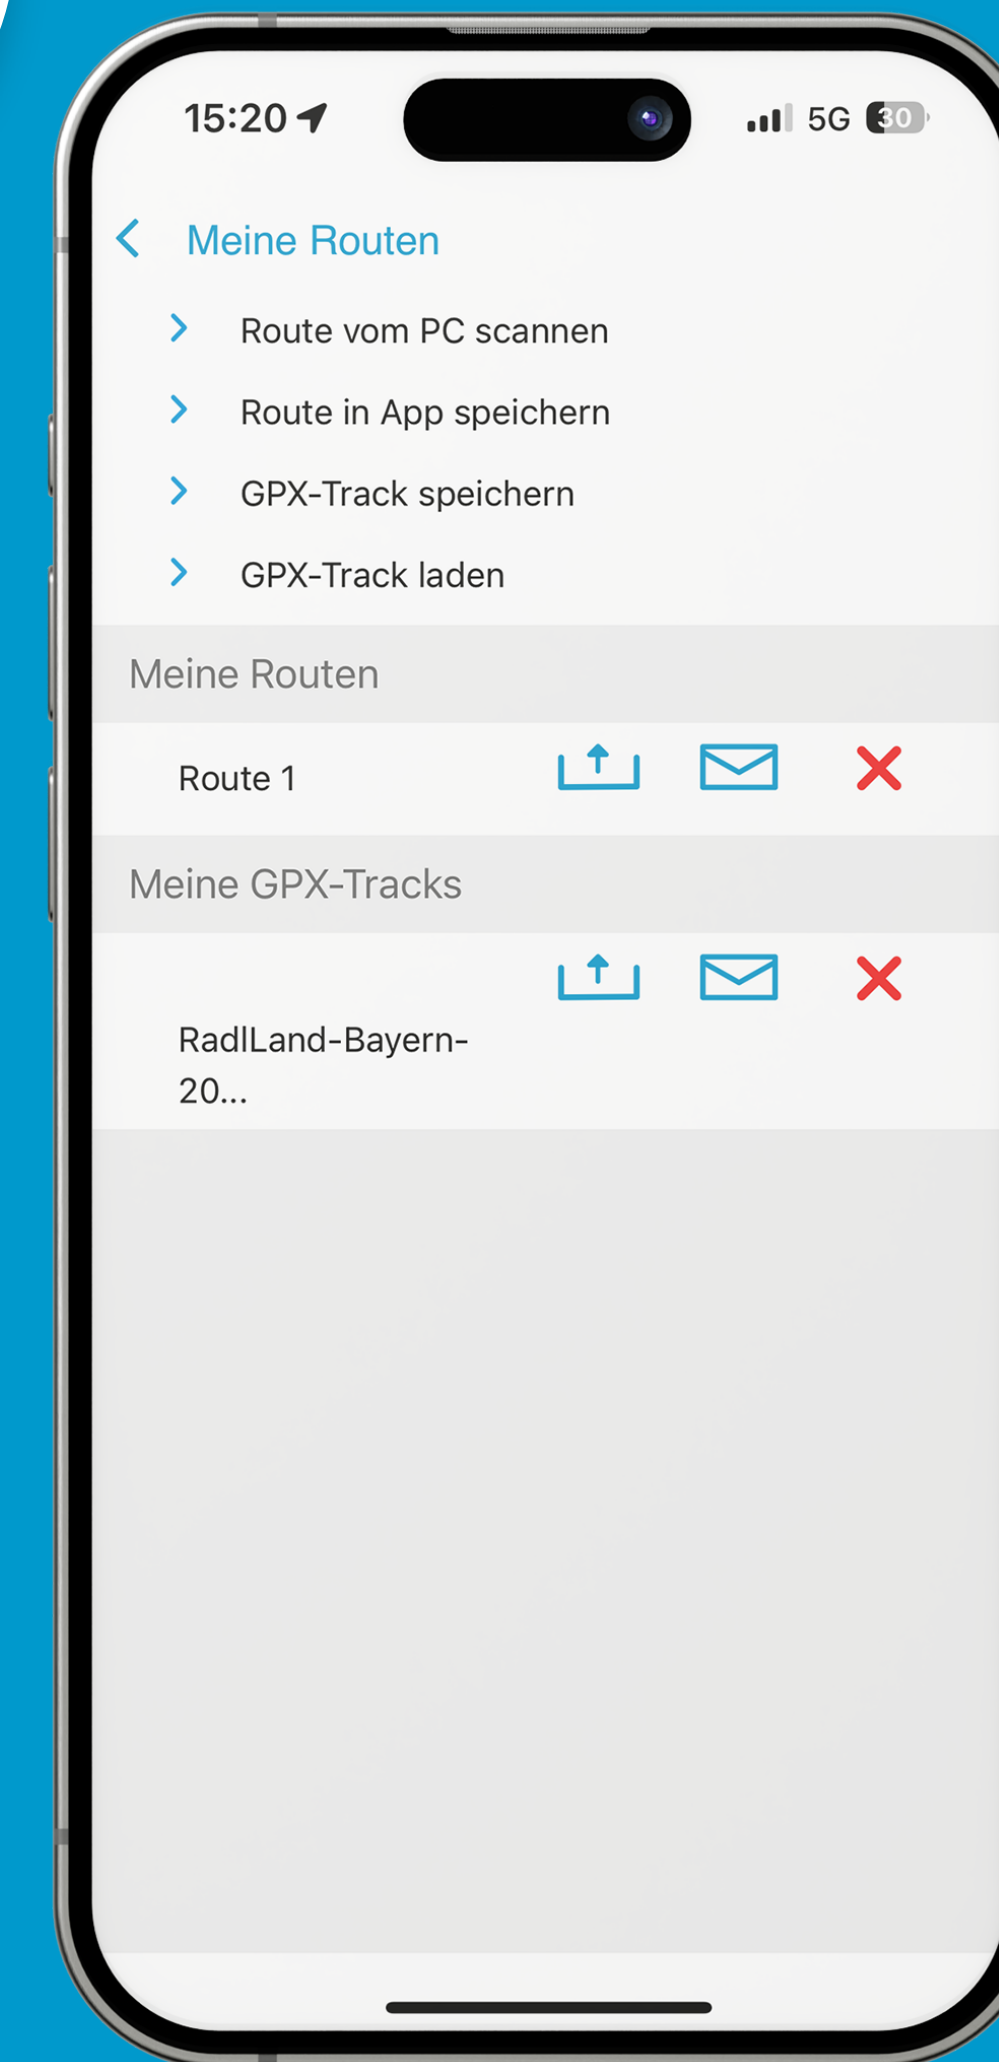 15:20 5G 30
Meine Routen
Route vom PC scannen
Route in App speichern
GPX-Track speichern
GPX-Track laden
Meine Routen
Route 1
Meine GPX-Tracks
RadlLand-Bayern-
20...